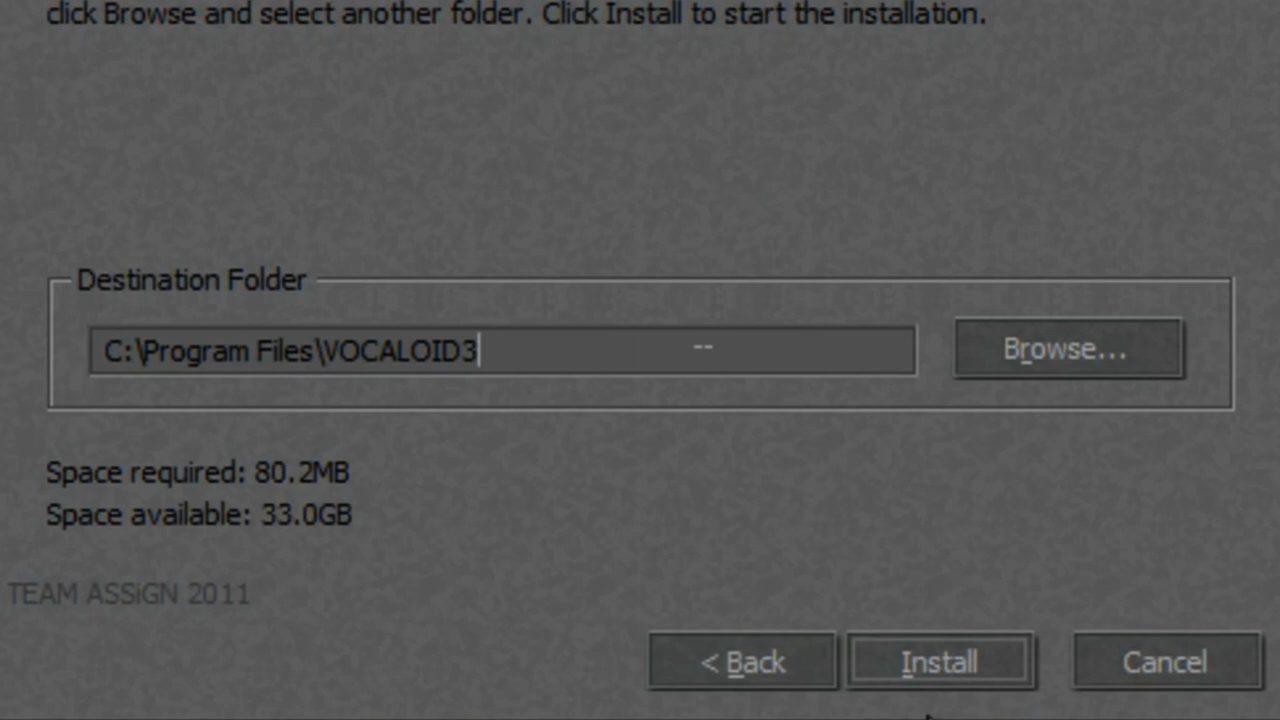 click Browse and select another folder. Click Install to start the installation.
Destination Folder
C:\Program Files\VOCALOID3
--
Browse...
Space required: 80.2MB
Space available: 33.0GB
TEAM ASSiGN 2011
< Back
Install
Cancel